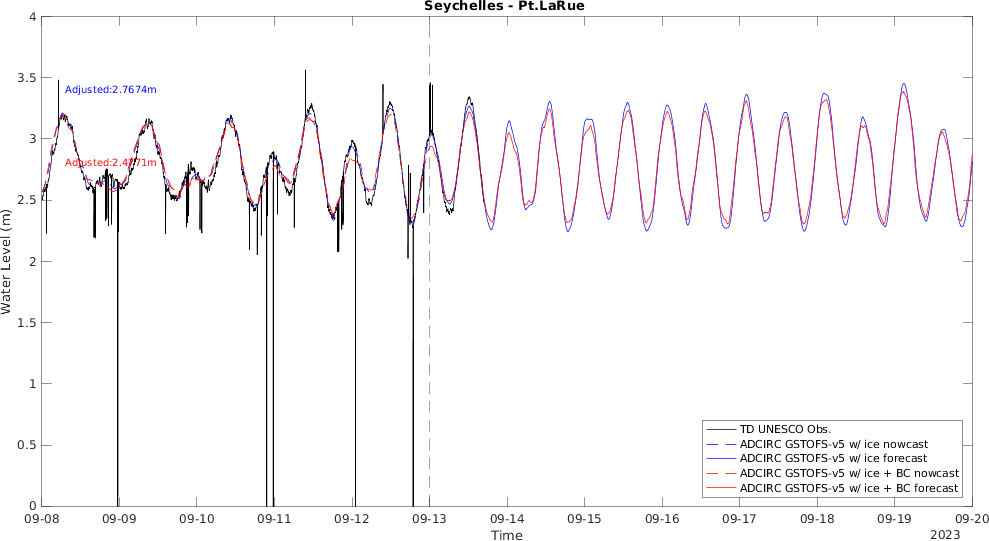 Seychelles - Pt.LaRue
4
3.5
3
2.5
2
1.5
1
0.5
0
Water Level (m)
Adjusted:2.7674m
Adjusted:2.4771m
TD UNESCO Obs.
ADCIRC GSTOFS-v5 w/ ice nowcast
ADCIRC GSTOFS-v5 w/ ice forecast
ADCIRC GSTOFS-v5 w/ ice + BC nowcast
ADCIRC GSTOFS-v5 w/ ice + BC forecast
09-08 09-09 09-10 09-11 09-12 09-13 09-14 09-15 09-16 09-17 09-18 09-19 09-20
Time
2023